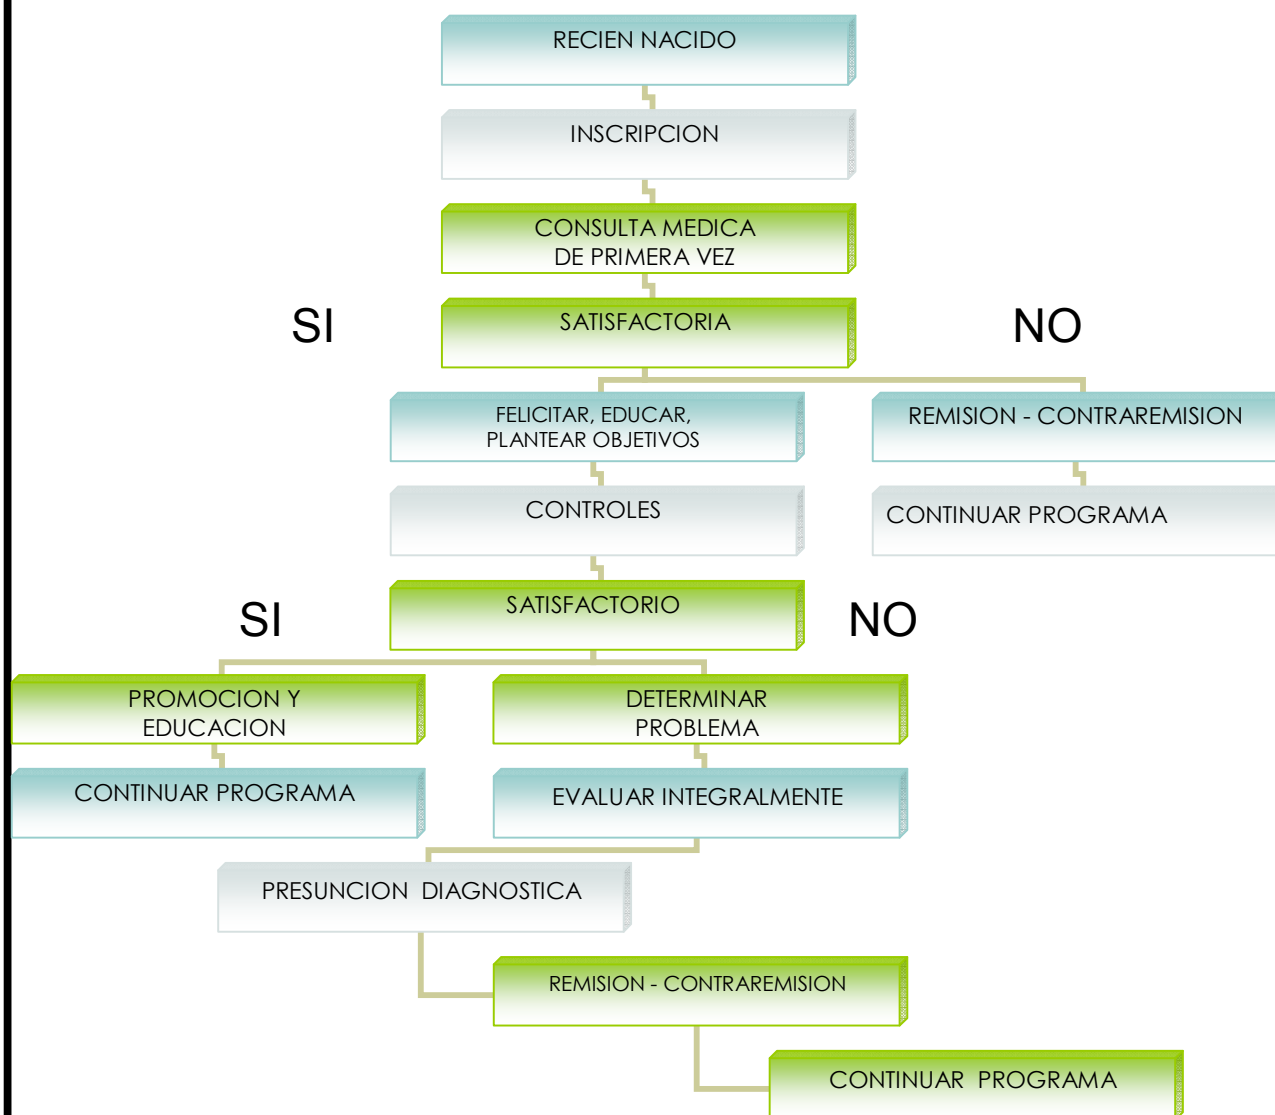 RECIEN NACIDO
INSCRIPCION
CONSULTA MEDICA
DE PRIMERA VEZ
SI
SATISFACTORIA
NO
FELICITAR, EDUCAR,
PLANTEAR OBJETIVOS
REMISION - CONTRAREMISION
CONTROLES
CONTINUAR PROGRAMA
SI
SATISFACTORIO
NO
PROMOCION Y
EDUCACION
DETERMINAR
PROBLEMA
CONTINUAR PROGRAMA
EVALUAR INTEGRALMENTE
PRESUNCION DIAGNOSTICA
REMISION - CONTRAREMISION
CONTINUAR PROGRAMA